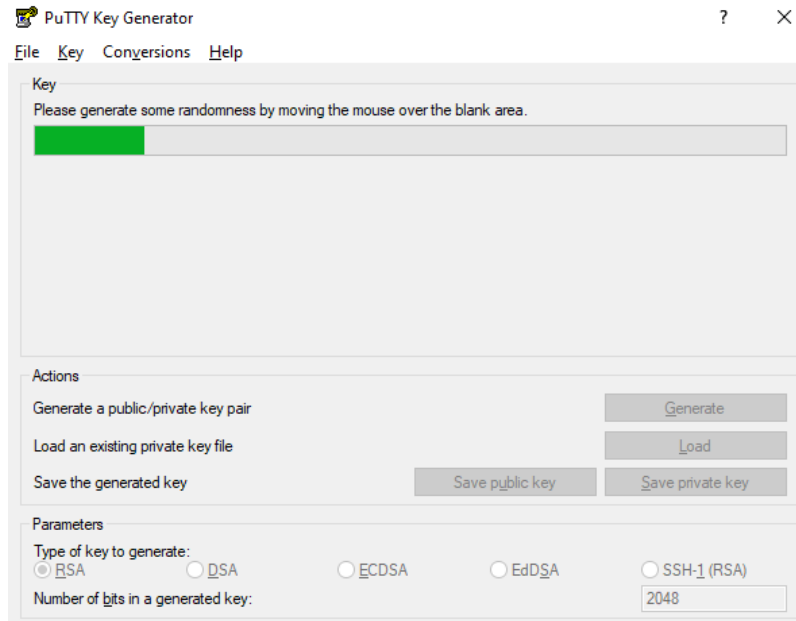 PuTTY Key Generator
? ×
File Key Conversions Help
Key
Please generate some randomness by moving the mouse over the blank area.
Actions
Generate a public/private key pair Generate
Load an existing private key file Load
Save the generated key Save public key Save private key
Parameters
Type of key to generate:
RSA DSA ECDSA EdDSA SSH-1 (RSA)
Number of bits in a generated key: 2048